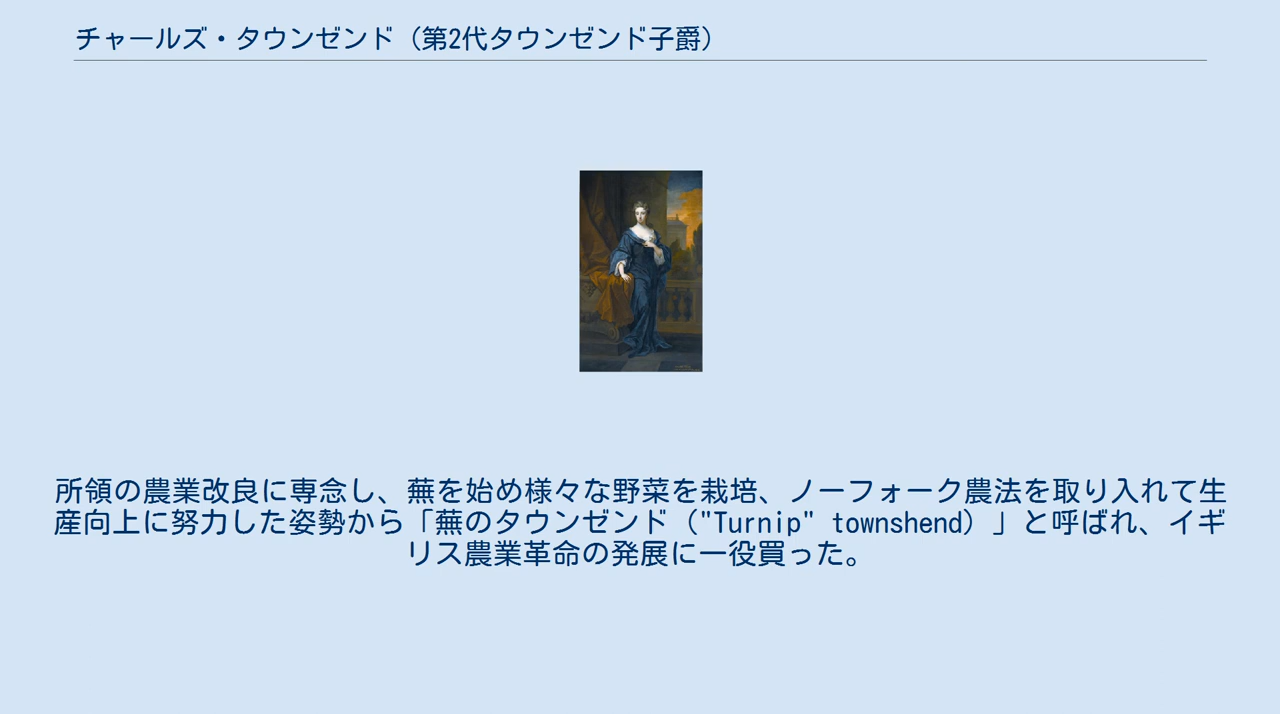 チャールズ・タウンゼンド（第2代タウンゼンド子爵）
所領の農業改良に専念し、蕪を始め様々な野菜を栽培、ノーフォーク農法を取り入れて生
産向上に努力した姿勢から「蕪のタウンゼンド（"Turnip" townshend）」と呼ばれ、イギ
リス農業革命の発展に一役買った。